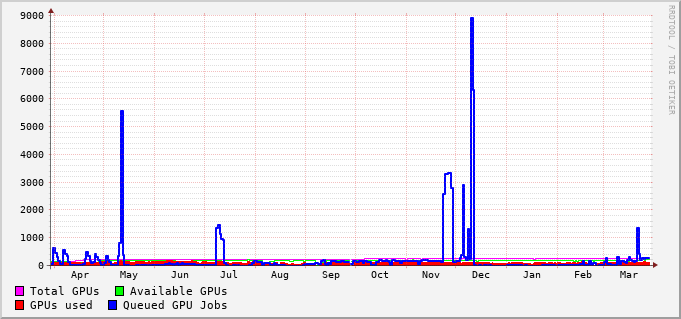 9000
8000
7000
6000
5000
4000
3000
2000
1000
0
Apr May Jun Jul Aug Sep Oct Nov Dec Jan Feb Mar
Total GPUs Available GPUs
GPUs used Queued GPU Jobs
RRDTOOL / TOBI OETIKER